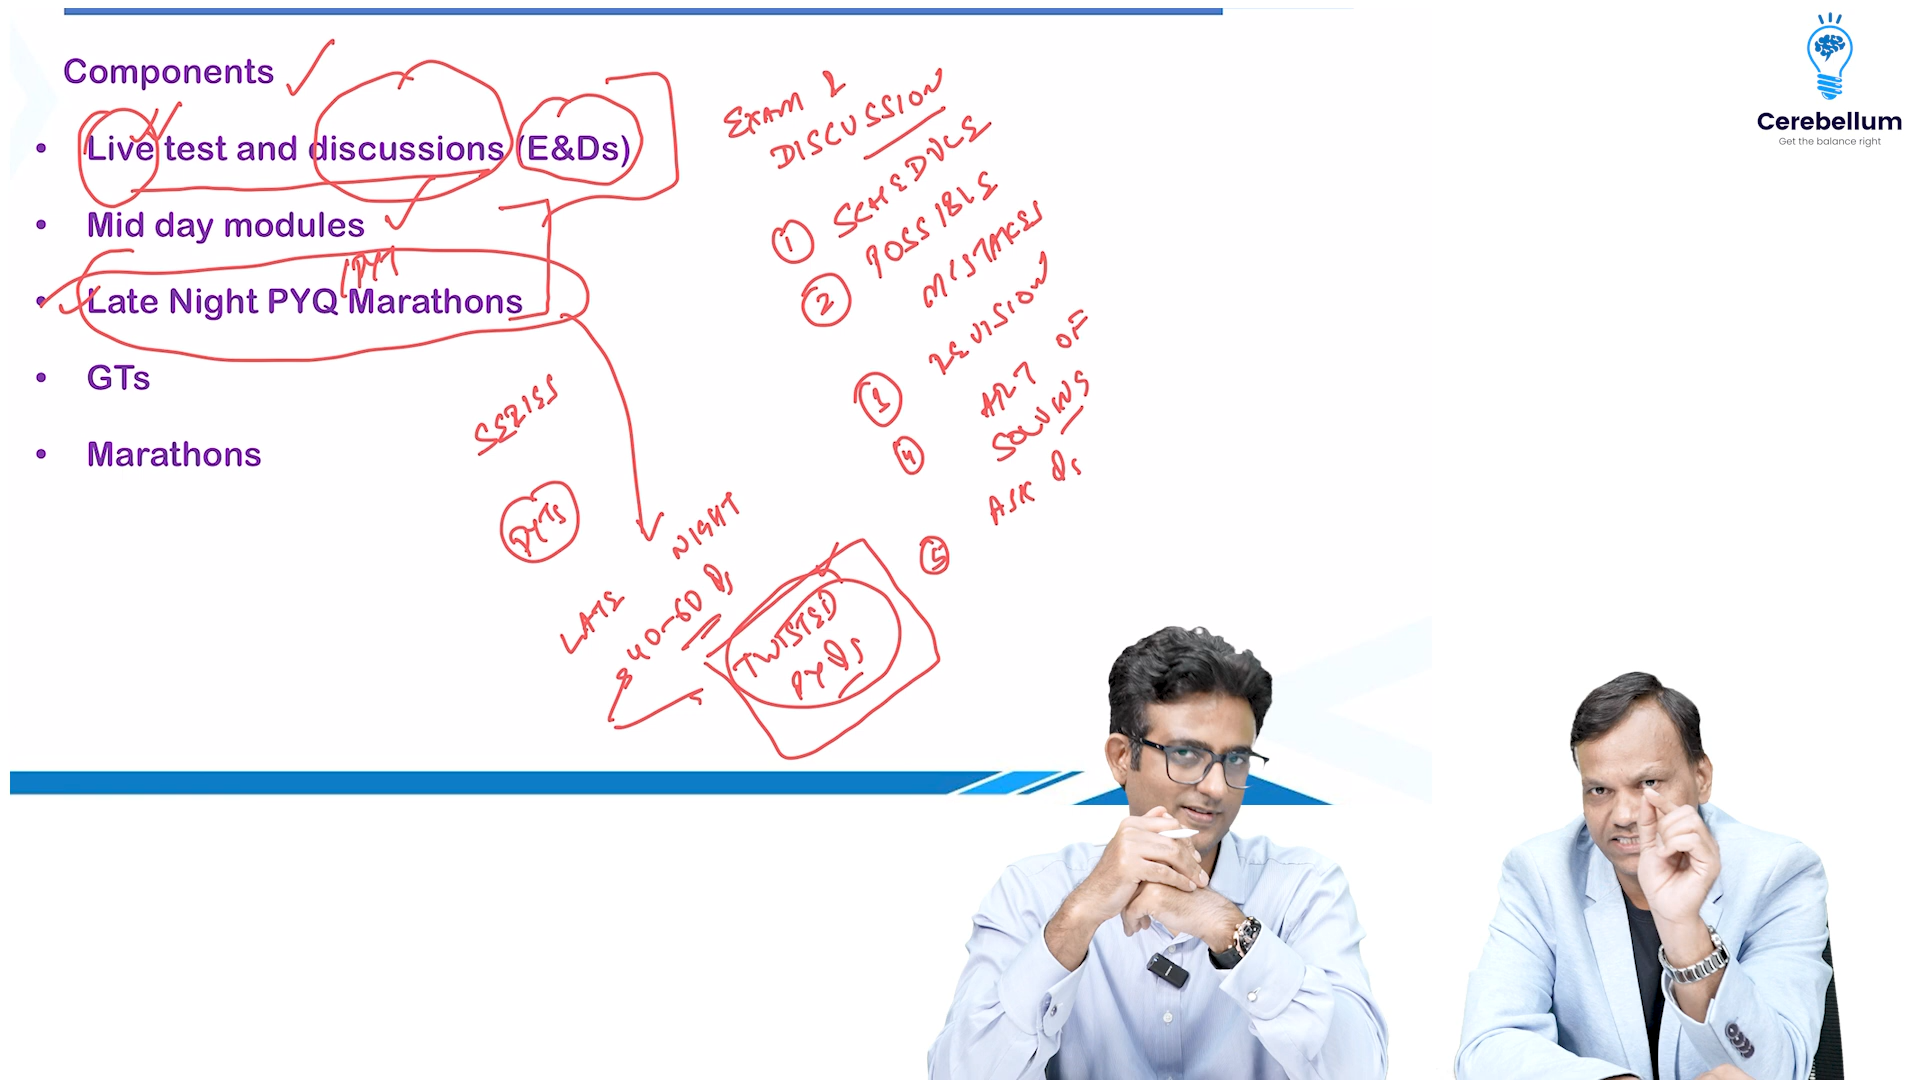 Components
• Live test and discussions (E&Ds)
• Mid day modules
/PYT
• Late Night PYQ Marathons
• GTs
• Marathons
EXAM &
DISCUSSION
① SCHEDULE
② POSSIBLE
MISTAKES
③ REVISION
④ ART OF
SOLVING
⑤ ASK Qs
SERIES
PYTs
LATE NIGHT
40-60 Qs
TWISTED
PYQs
Cerebellum
Get the balance right